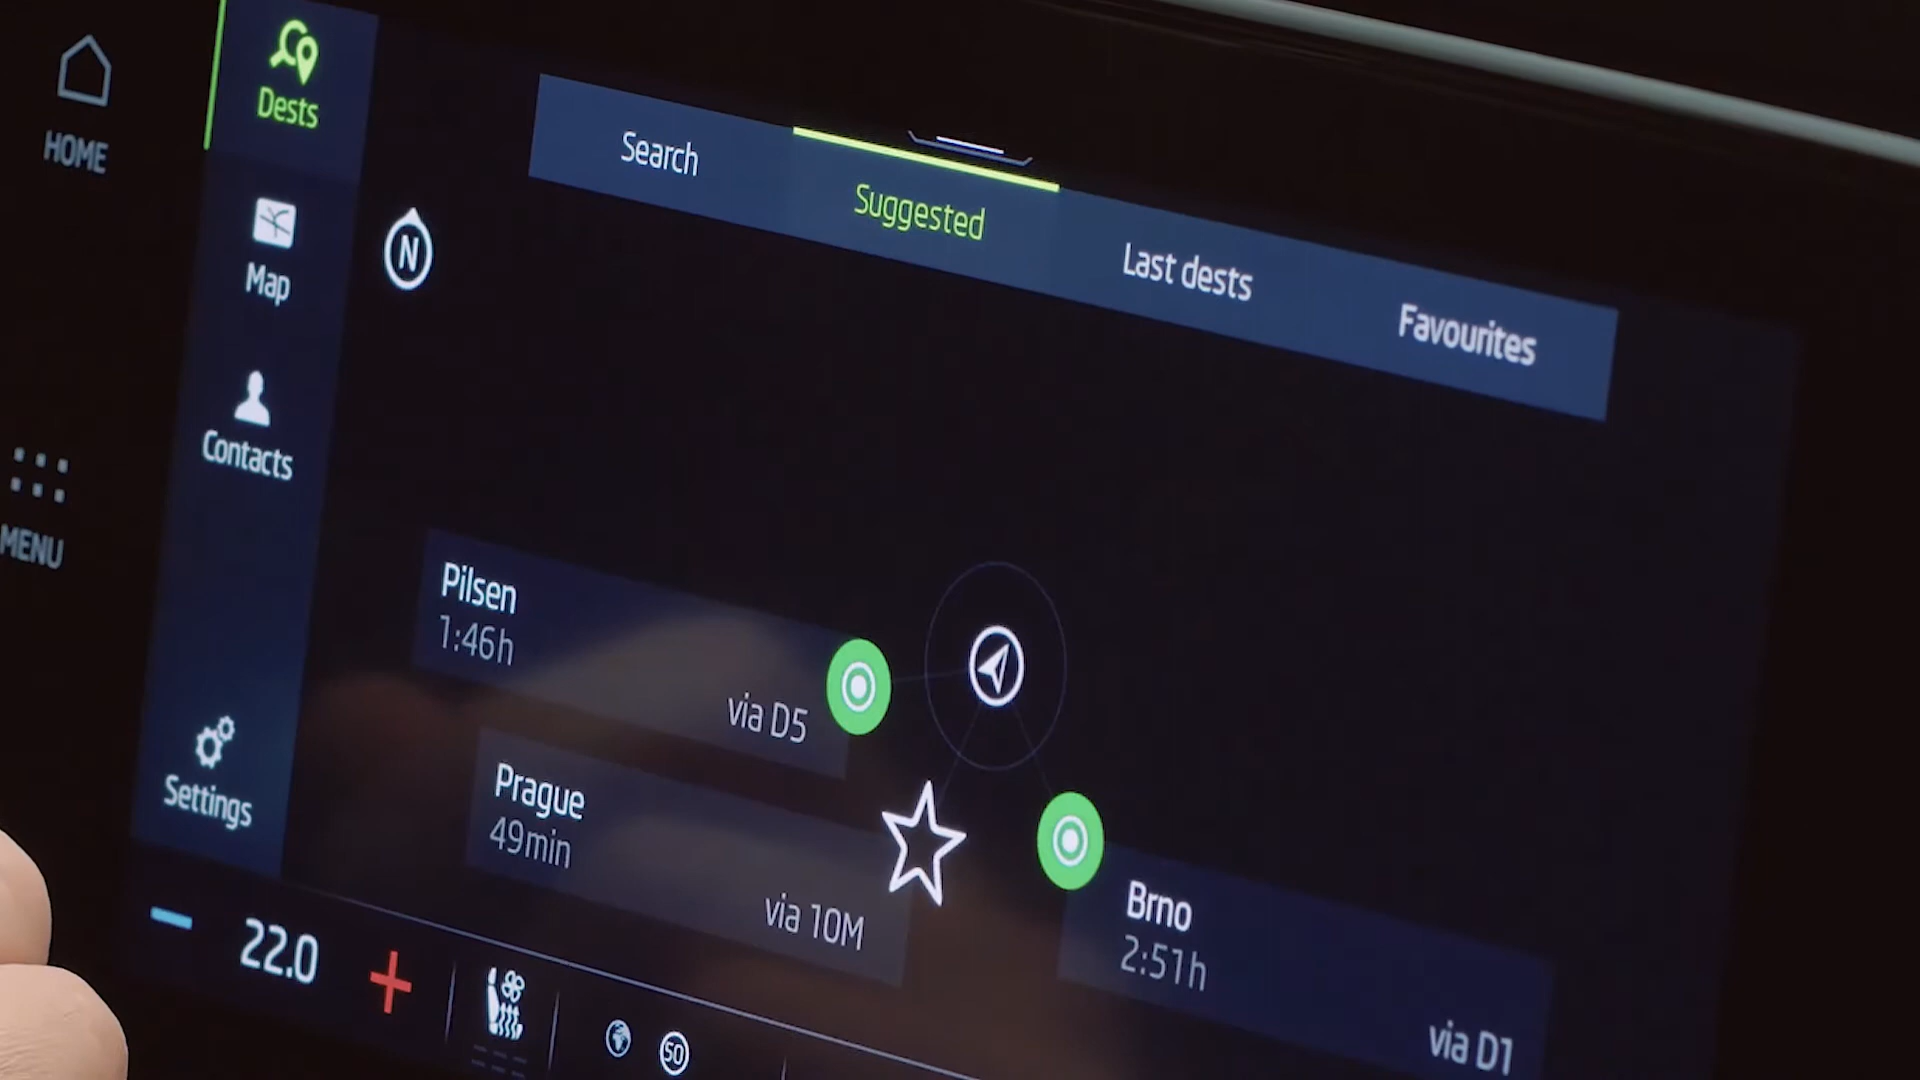 HOME
MENU
Dests
Map
Contacts
Settings
N
Search
Suggested
Last dests
Favourites
Pilsen
1:46h
via D5
Prague
49min
via 10M
Brno
2:51h
via D1
22.0
50